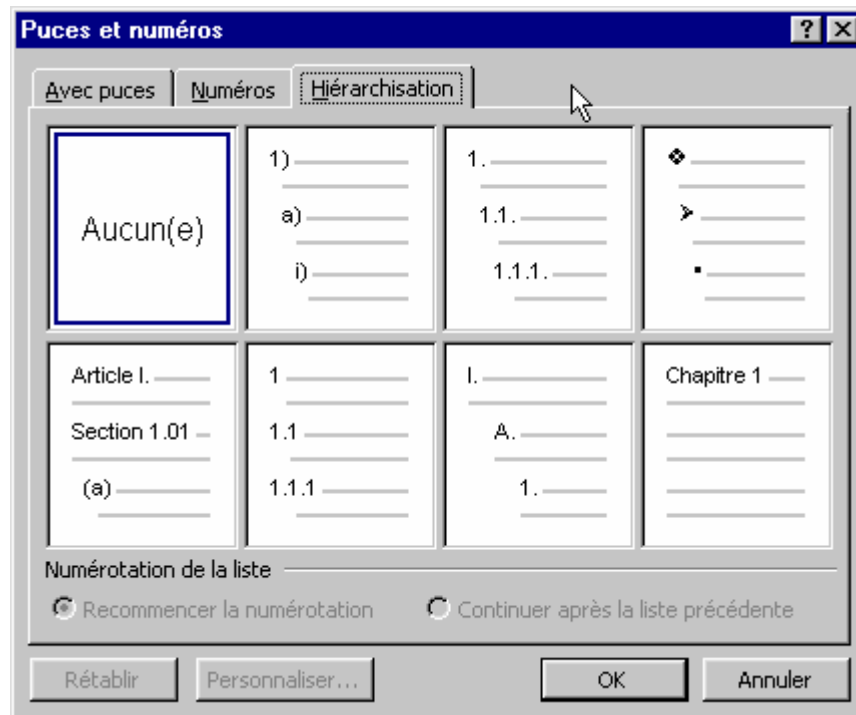 Puces et numéros
Avec puces Numéros Hiérarchisation
Aucun(e)
1)
a)
i)
1.
1.1.
1.1.1.
Article I.
Section 1.01
(a)
1
1.1
1.1.1
I.
A.
1.
Chapitre 1
Numérotation de la liste
Recommencer la numérotation Continuer après la liste précédente
Rétablir Personnaliser... OK Annuler